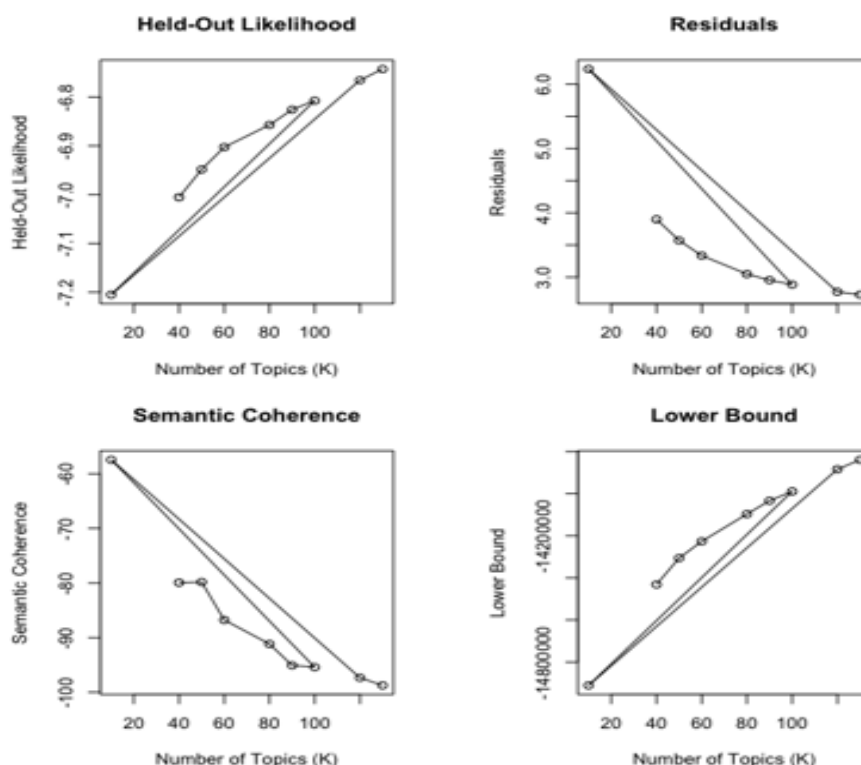 Held-Out Likelihood
Held-Out Likelihood
-6.8
-6.9
-7.0
-7.1
-7.2
20 40 60 80 100
Number of Topics (K)
Residuals
Residuals
6.0
5.0
4.0
3.0
20 40 60 80 100
Number of Topics (K)
Semantic Coherence
Semantic Coherence
-60
-70
-80
-90
-100
20 40 60 80 100
Number of Topics (K)
Lower Bound
Lower Bound
-14200000
-14800000
20 40 60 80 100
Number of Topics (K)